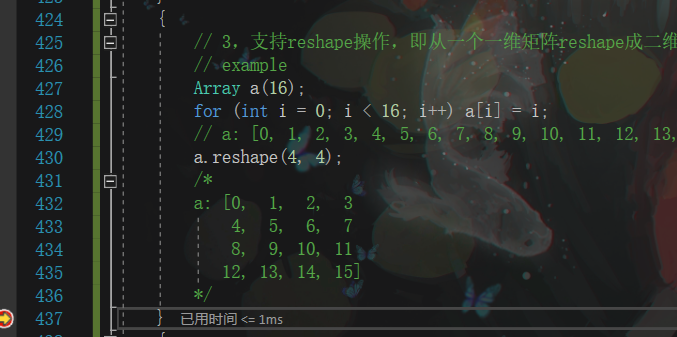 424 {
425 // 3，支持reshape操作，即从一个一维矩阵reshape成二维
426 // example
427 Array a(16);
428 for (int i = 0; i < 16; i++) a[i] = i;
429 // a: [0, 1, 2, 3, 4, 5, 6, 7, 8, 9, 10, 11, 12, 13,
430 a.reshape(4, 4);
431 /*
432 a: [0, 1, 2, 3
433 4, 5, 6, 7
434 8, 9, 10, 11
435 12, 13, 14, 15]
436 */
437 } 已用时间 <= 1ms